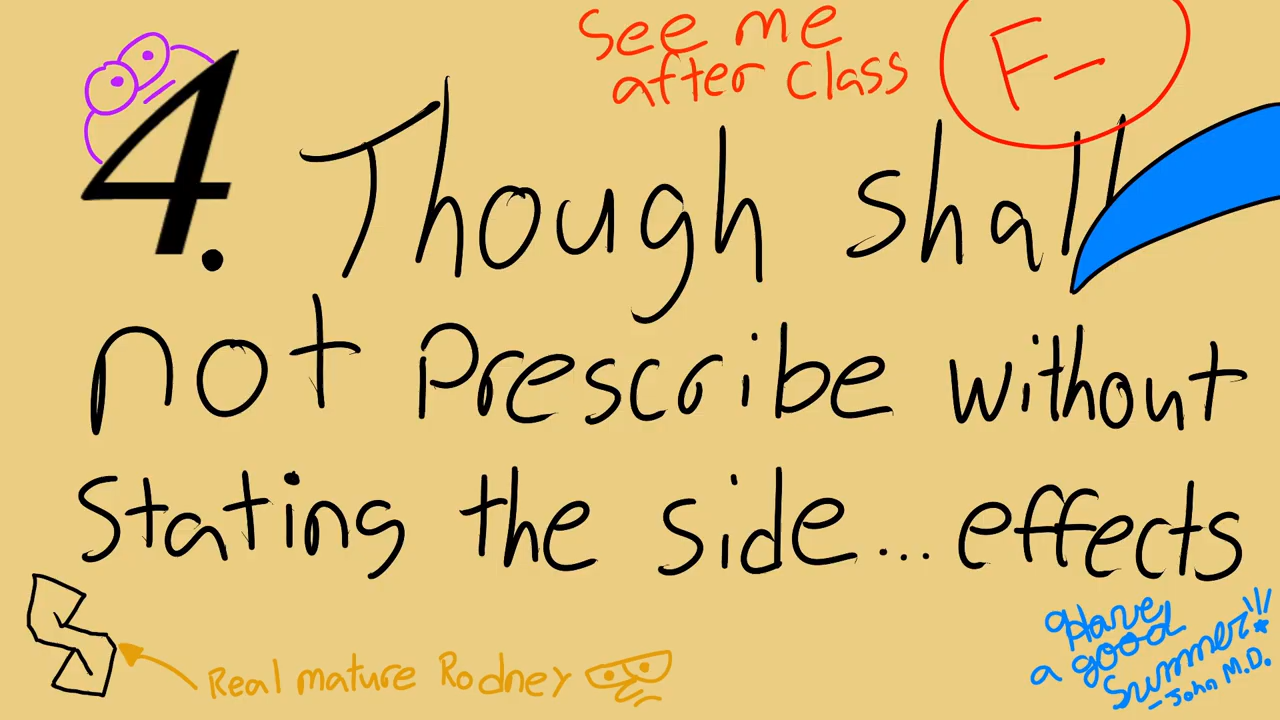 See me
after class
F-
4. Though shall
not Prescribe without
Stating the side... effects
Real mature Rodney
Have
a good
Summer!!!
- John M.D.